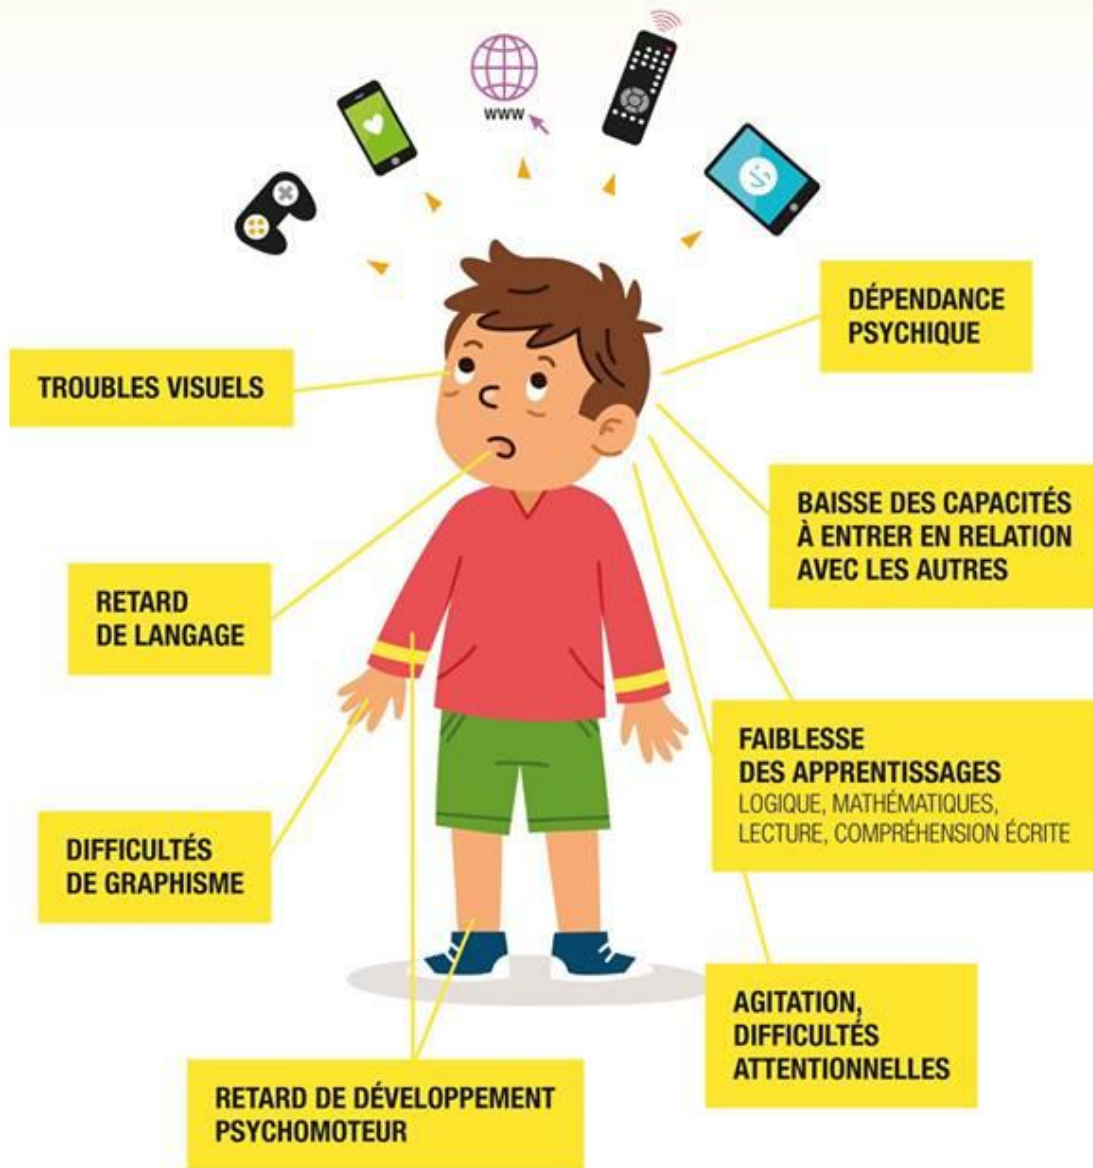 WWW
DÉPENDANCE
PSYCHIQUE
TROUBLES VISUELS
BAISSE DES CAPACITÉS
À ENTRER EN RELATION
AVEC LES AUTRES
RETARD
DE LANGAGE
FAIBLESSE
DES APPRENTISSAGES
LOGIQUE, MATHÉMATIQUES,
LECTURE, COMPRÉHENSION ÉCRITE
DIFFICULTÉS
DE GRAPHISME
AGITATION,
DIFFICULTÉS
ATTENTIONNELLES
RETARD DE DÉVELOPPEMENT
PSYCHOMOTEUR